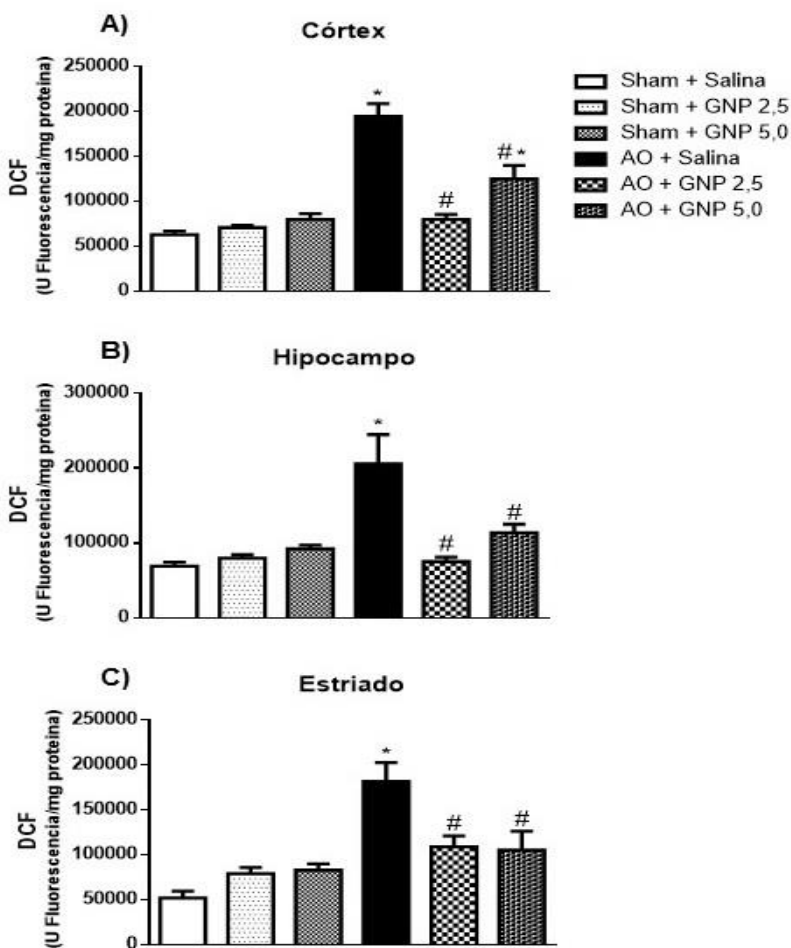 A)
Córtex
DCF
(U Fluorescencia/mg proteina)
250000
200000
150000
100000
50000
0
*
#
# *
Sham + Salina
Sham + GNP 2,5
Sham + GNP 5,0
AO + Salina
AO + GNP 2,5
AO + GNP 5,0
B)
Hipocampo
DCF
(U Fluorescencia/mg proteina)
300000
200000
100000
0
*
#
#
C)
Estriado
DCF
(U Fluorescencia/mg proteina)
250000
200000
150000
100000
50000
0
*
#
#